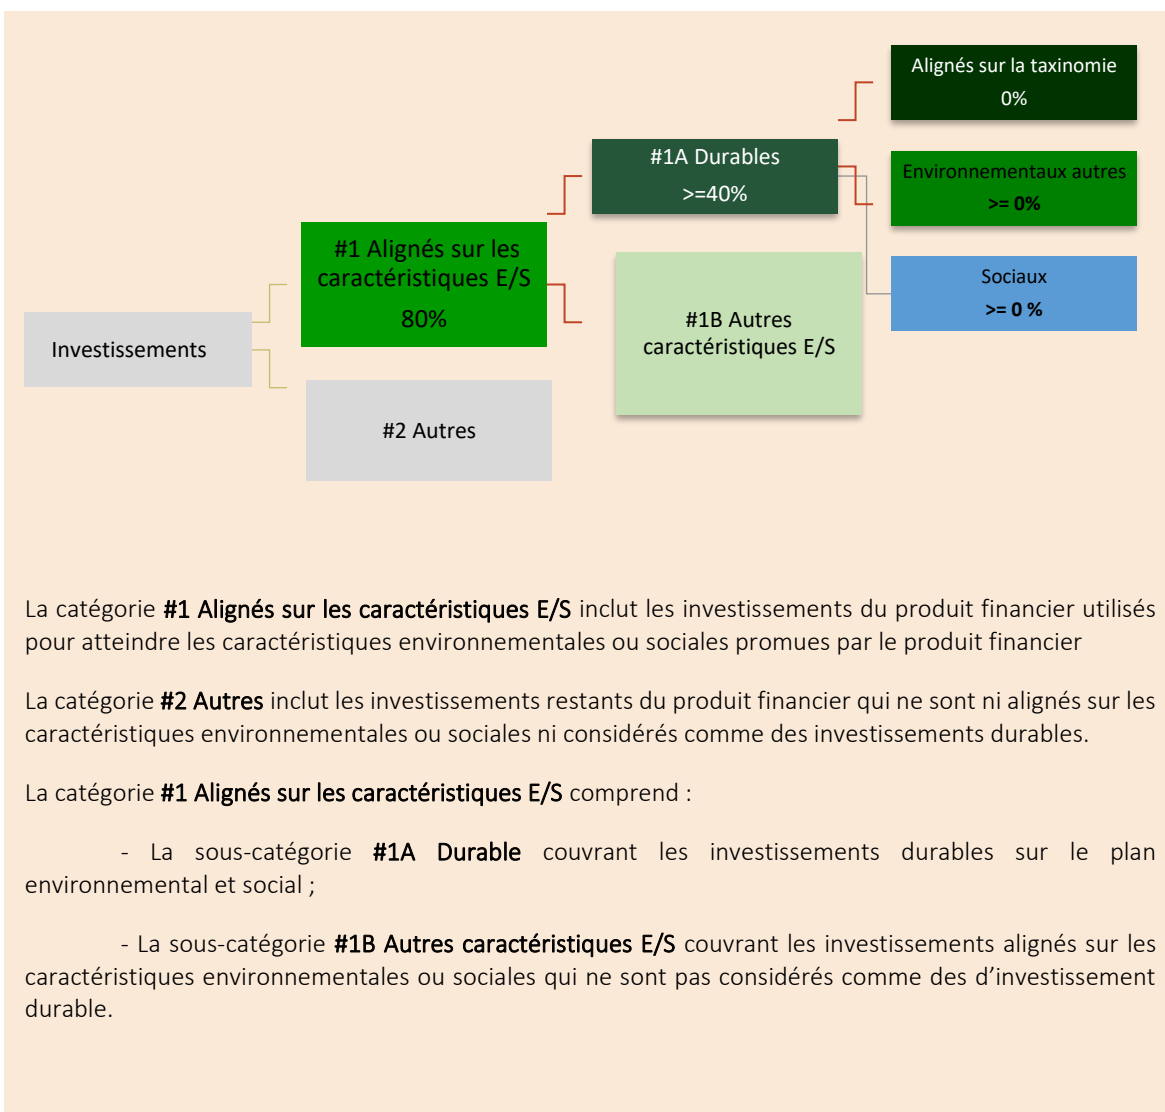 Alignés sur la taxinomie
0%
#1A Durables
>=40%
Environnementaux autres
>= 0%
#1 Alignés sur les
caractéristiques E/S
80%
Sociaux
>= 0 %
#1B Autres
caractéristiques E/S
Investissements
#2 Autres
La catégorie #1 Alignés sur les caractéristiques E/S inclut les investissements du produit financier utilisés
pour atteindre les caractéristiques environnementales ou sociales promues par le produit financier
La catégorie #2 Autres inclut les investissements restants du produit financier qui ne sont ni alignés sur les
caractéristiques environnementales ou sociales ni considérés comme des investissements durables.
La catégorie #1 Alignés sur les caractéristiques E/S comprend :
- La sous-catégorie #1A Durable couvrant les investissements durables sur le plan
environnemental et social ;
- La sous-catégorie #1B Autres caractéristiques E/S couvrant les investissements alignés sur les
caractéristiques environnementales ou sociales qui ne sont pas considérés comme des d’investissement
durable.